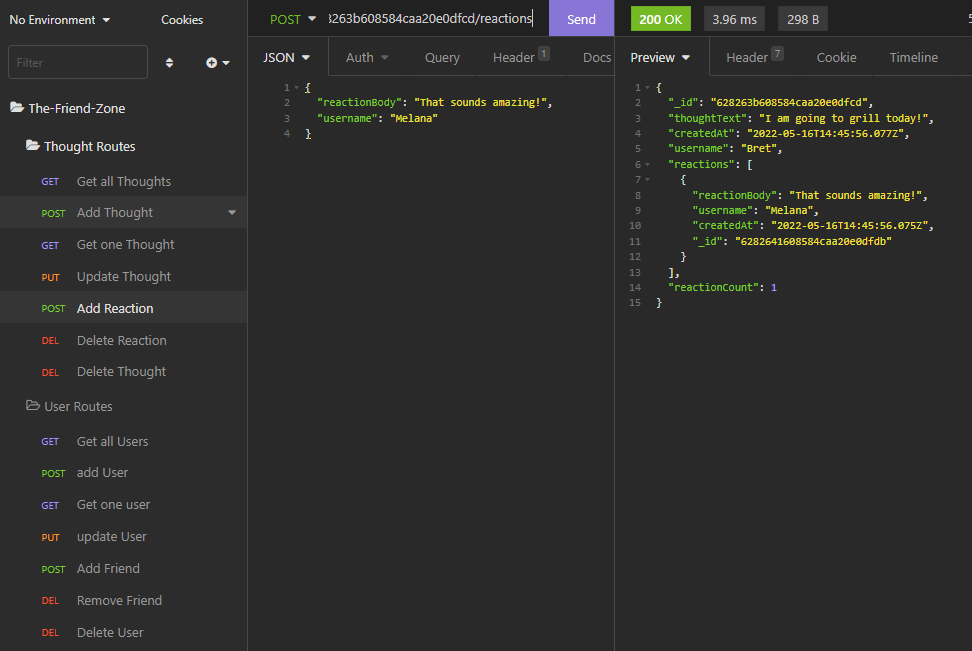 No Environment
Cookies
Filter
The-Friend-Zone
Thought Routes
GET Get all Thoughts
POST Add Thought
GET Get one Thought
PUT Update Thought
POST Add Reaction
DEL Delete Reaction
DEL Delete Thought
User Routes
GET Get all Users
POST add User
GET Get one user
PUT update User
POST Add Friend
DEL Remove Friend
DEL Delete User
POST 3263b608584caa20e0dfcd/reactions Send
JSON Auth Query Header 1 Docs
1 {
2 "reactionBody": "That sounds amazing!",
3 "username": "Melana"
4 }
200 OK 3.96 ms 298 B
Preview Header 7 Cookie Timeline
1 {
2 "_id": "628263b608584caa20e0dfcd",
3 "thoughtText": "I am going to grill today!",
4 "createdAt": "2022-05-16T14:45:56.077Z",
5 "username": "Bret",
6 "reactions": [
7 {
8 "reactionBody": "That sounds amazing!",
9 "username": "Melana",
10 "createdAt": "2022-05-16T14:45:56.075Z",
11 "_id": "6282641608584caa20e0dfdb"
12 }
13 ],
14 "reactionCount": 1
15 }